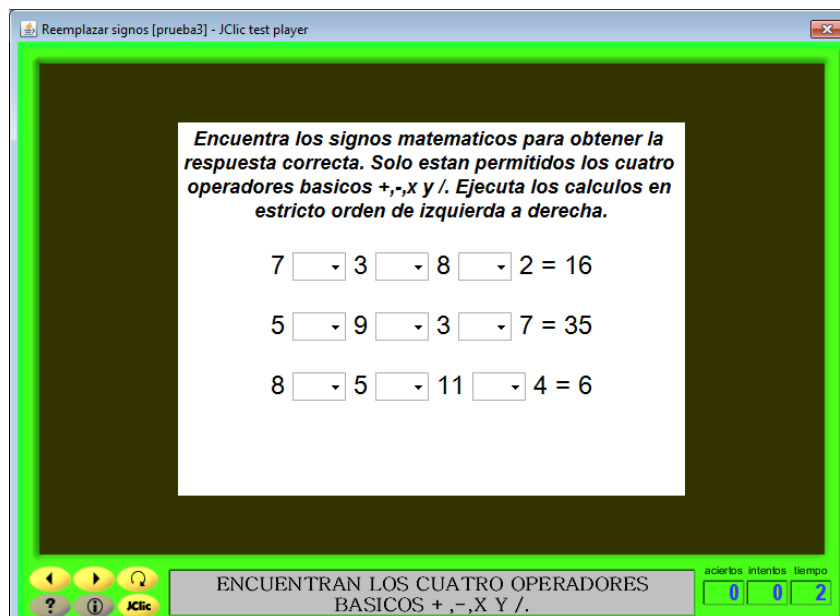 Reemplazar signos [prueba3] - JClic test player
Encuentra los signos matematicos para obtener la
respuesta correcta. Solo estan permitidos los cuatro
operadores basicos +,-,x y /. Ejecuta los calculos en
estricto orden de izquierda a derecha.
7 3 8 2 = 16
5 9 3 7 = 35
8 5 11 4 = 6
ENCUENTRAN LOS CUATRO OPERADORES
BASICOS + ,-,X Y /.
aciertos intentos tiempo
0 0 2
? i JClic